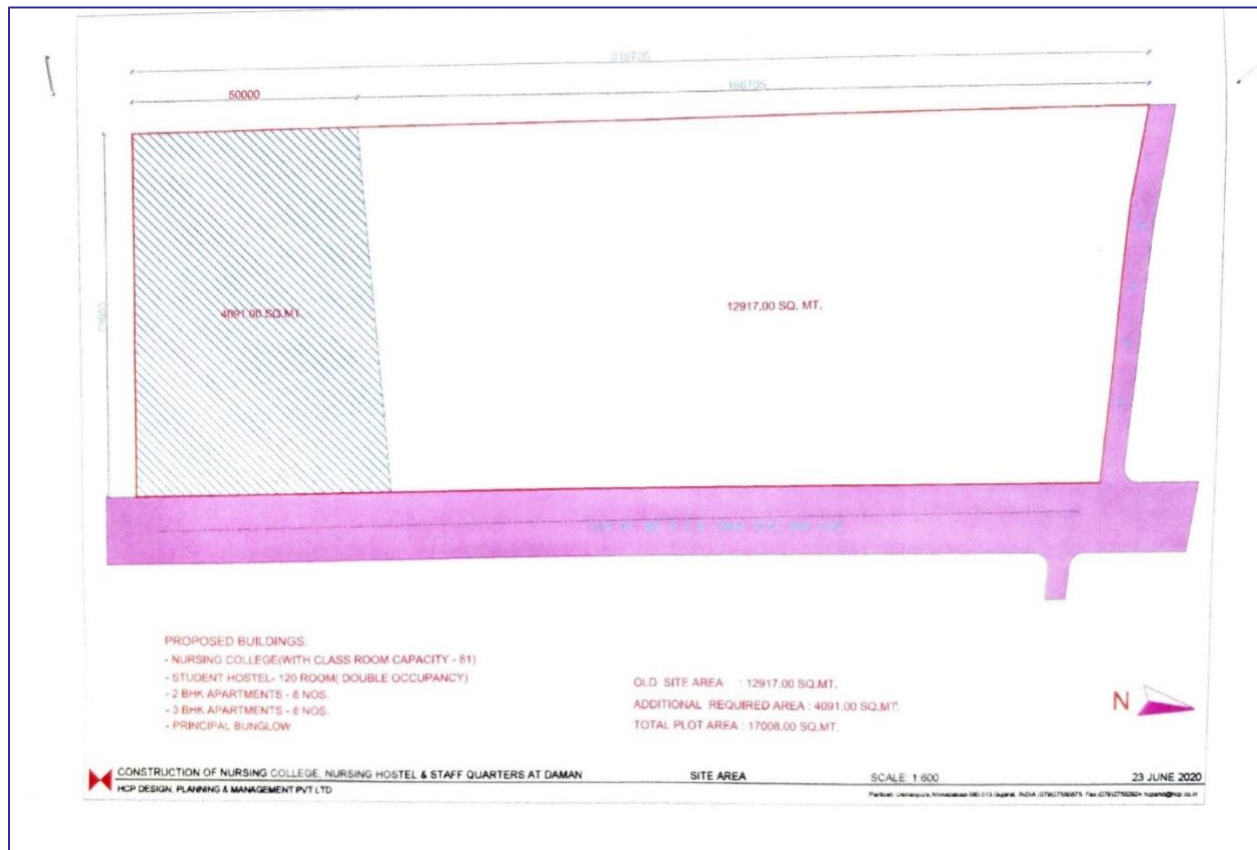 218705
50000
168705
4091.00 SQ.MT.
12917.00 SQ. MT.
PROPOSED BUILDINGS.
- NURSING COLLEGE(WITH CLASS ROOM CAPACITY - 81)
- STUDENT HOSTEL- 120 ROOM( DOUBLE OCCUPANCY)
- 2 BHK APARTMENTS - 8 NOS.
- 3 BHK APARTMENTS - 8 NOS.
- PRINCIPAL BUNGLOW
OLD SITE AREA : 12917.00 SQ.MT.
ADDITIONAL REQUIRED AREA : 4091.00 SQ.MT.
TOTAL PLOT AREA : 17008.00 SQ.MT.
N
CONSTRUCTION OF NURSING COLLEGE, NURSING HOSTEL & STAFF QUARTERS AT DAMAN
SITE AREA
SCALE: 1:600
23 JUNE 2020
HCP DESIGN, PLANNING & MANAGEMENT PVT LTD